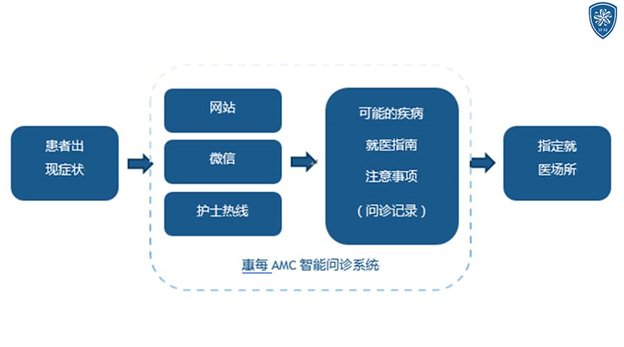 患者出
现症状
网站
微信
护士热线
可能的疾病
就医指南
注意事项
（问诊记录）
指定就
医场所
惠每 AMC 智能问诊系统